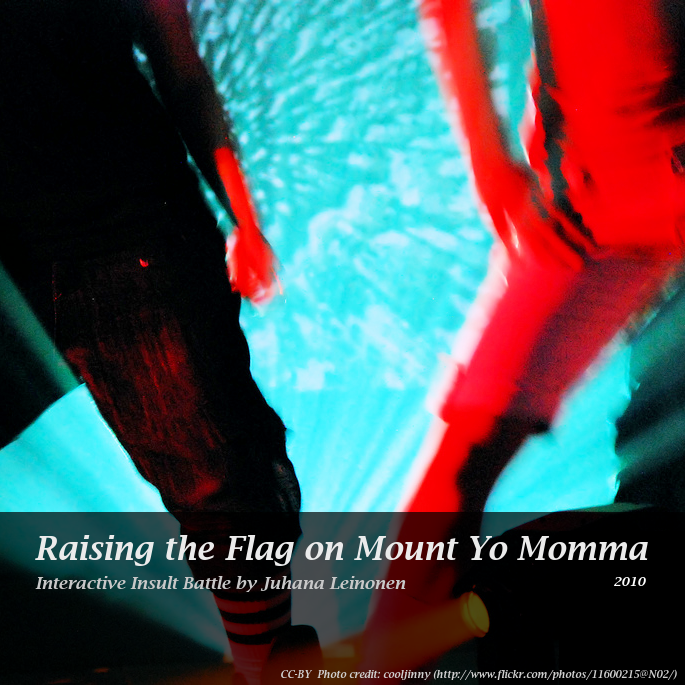 Raising the Flag on Mount Yo Momma
Interactive Insult Battle by Juhana Leinonen
2010
CC-BY Photo credit: cooljinny (http://www.flickr.com/photos/11600215@N02/)